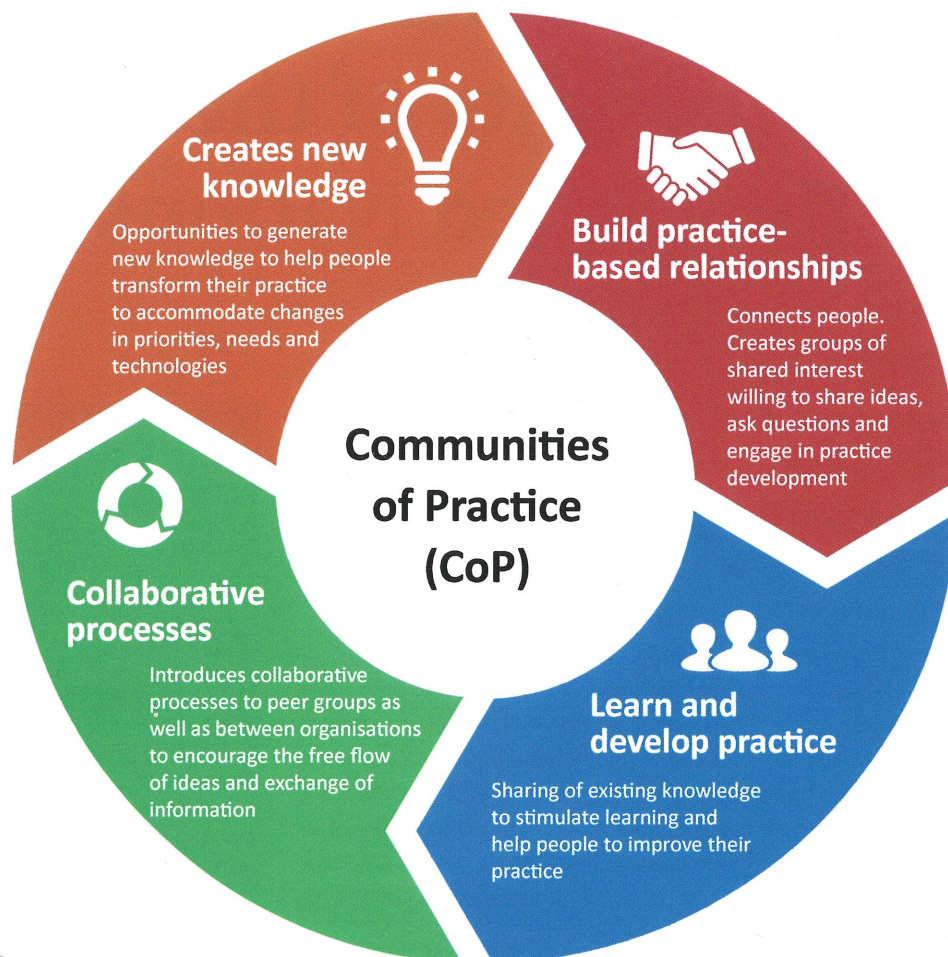 Creates new
knowledge
Opportunities to generate
new knowledge to help people
transform their practice
to accommodate changes
in priorities, needs and
technologies
Build practice-
based relationships
Connects people.
Creates groups of
shared interest
willing to share ideas,
ask questions and
engage in practice
development
Communities
of Practice
(CoP)
Learn and
develop practice
Sharing of existing knowledge
to stimulate learning and
help people to improve their
practice
Collaborative
processes
Introduces collaborative
processes to peer groups as
well as between organisations
to encourage the free flow
of ideas and exchange of
information